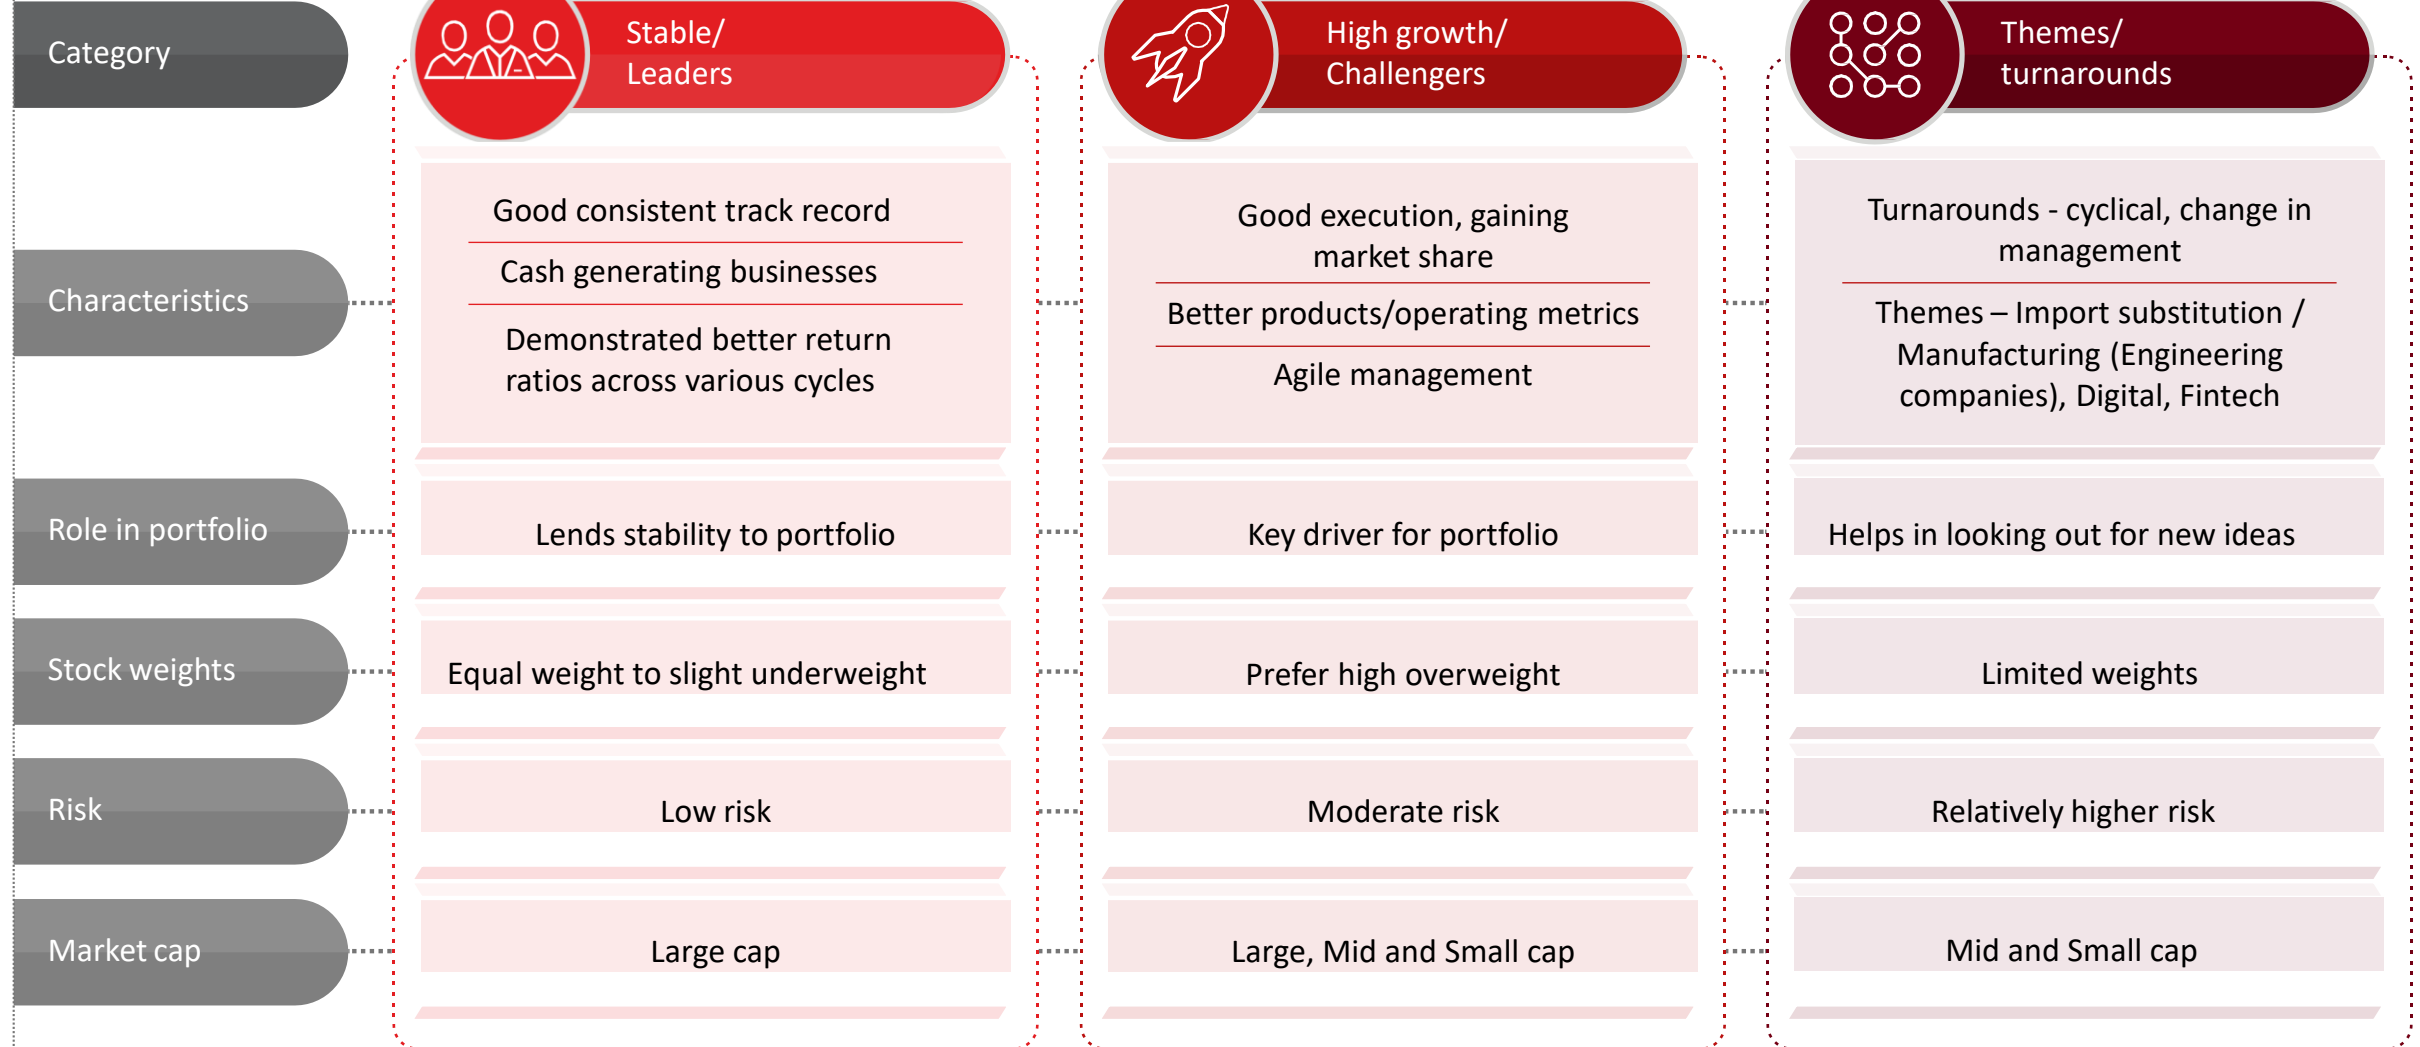 Category
Stable/
Leaders
High growth/
Challengers
Themes/
turnarounds
Characteristics
Good consistent track record
Cash generating businesses
Demonstrated better return
ratios across various cycles
Good execution, gaining
market share
Better products/operating metrics
Agile management
Turnarounds - cyclical, change in
management
Themes – Import substitution /
Manufacturing (Engineering
companies), Digital, Fintech
Role in portfolio
Lends stability to portfolio
Key driver for portfolio
Helps in looking out for new ideas
Stock weights
Equal weight to slight underweight
Prefer high overweight
Limited weights
Risk
Low risk
Moderate risk
Relatively higher risk
Market cap
Large cap
Large, Mid and Small cap
Mid and Small cap